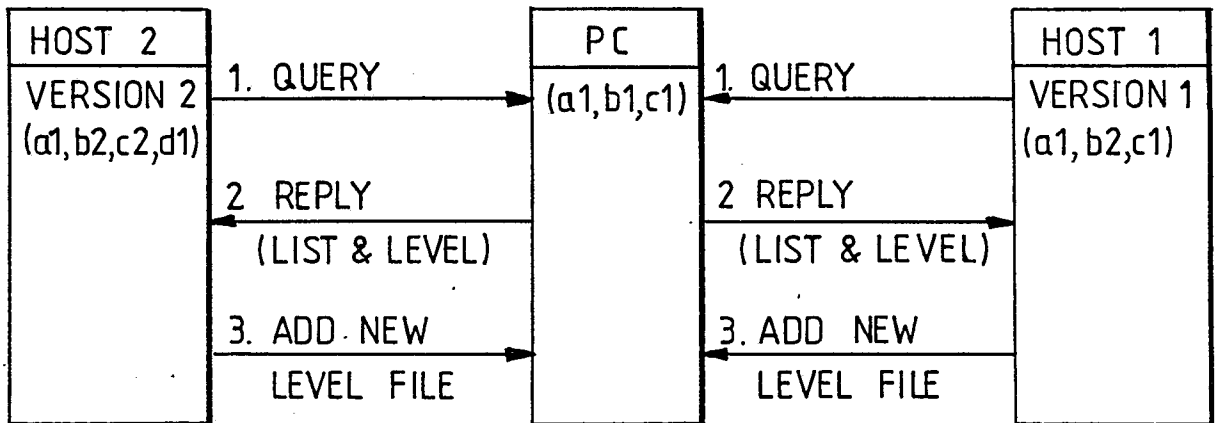 HOST 2
VERSION 2
(a1,b2,c2,d1)
1. QUERY
2 REPLY
(LIST & LEVEL)
3. ADD NEW
LEVEL FILE
PC
(a1,b1,c1)
1. QUERY
2 REPLY
(LIST & LEVEL)
3. ADD NEW
LEVEL FILE
HOST 1
VERSION 1
(a1,b2,c1)